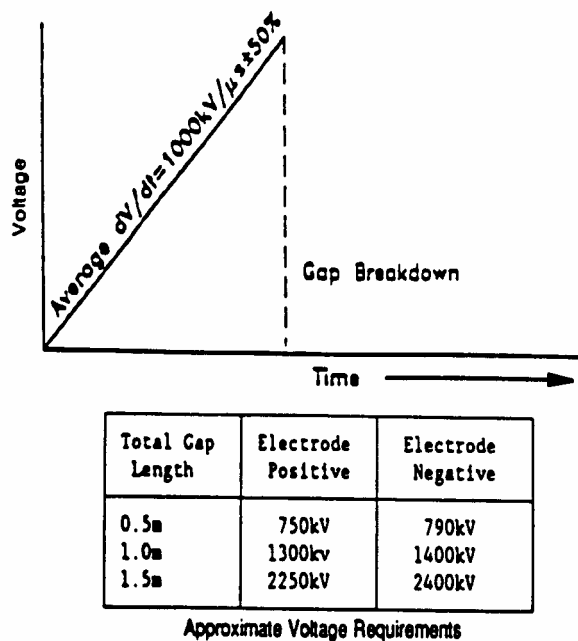 Voltage
Average dV/dt=1000kV/μs±50%
Gap Breakdown
Time
Total Gap Length
Electrode Positive
Electrode Negative
0.5m 750kV 790kV
1.0m 1300kv 1400kV
1.5m 2250kV 2400kV
Approximate Voltage Requirements